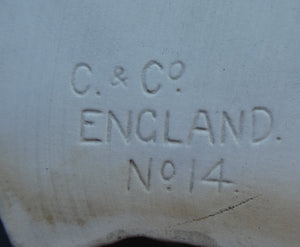 C. & Cº
ENGLAND.
Nº 14.